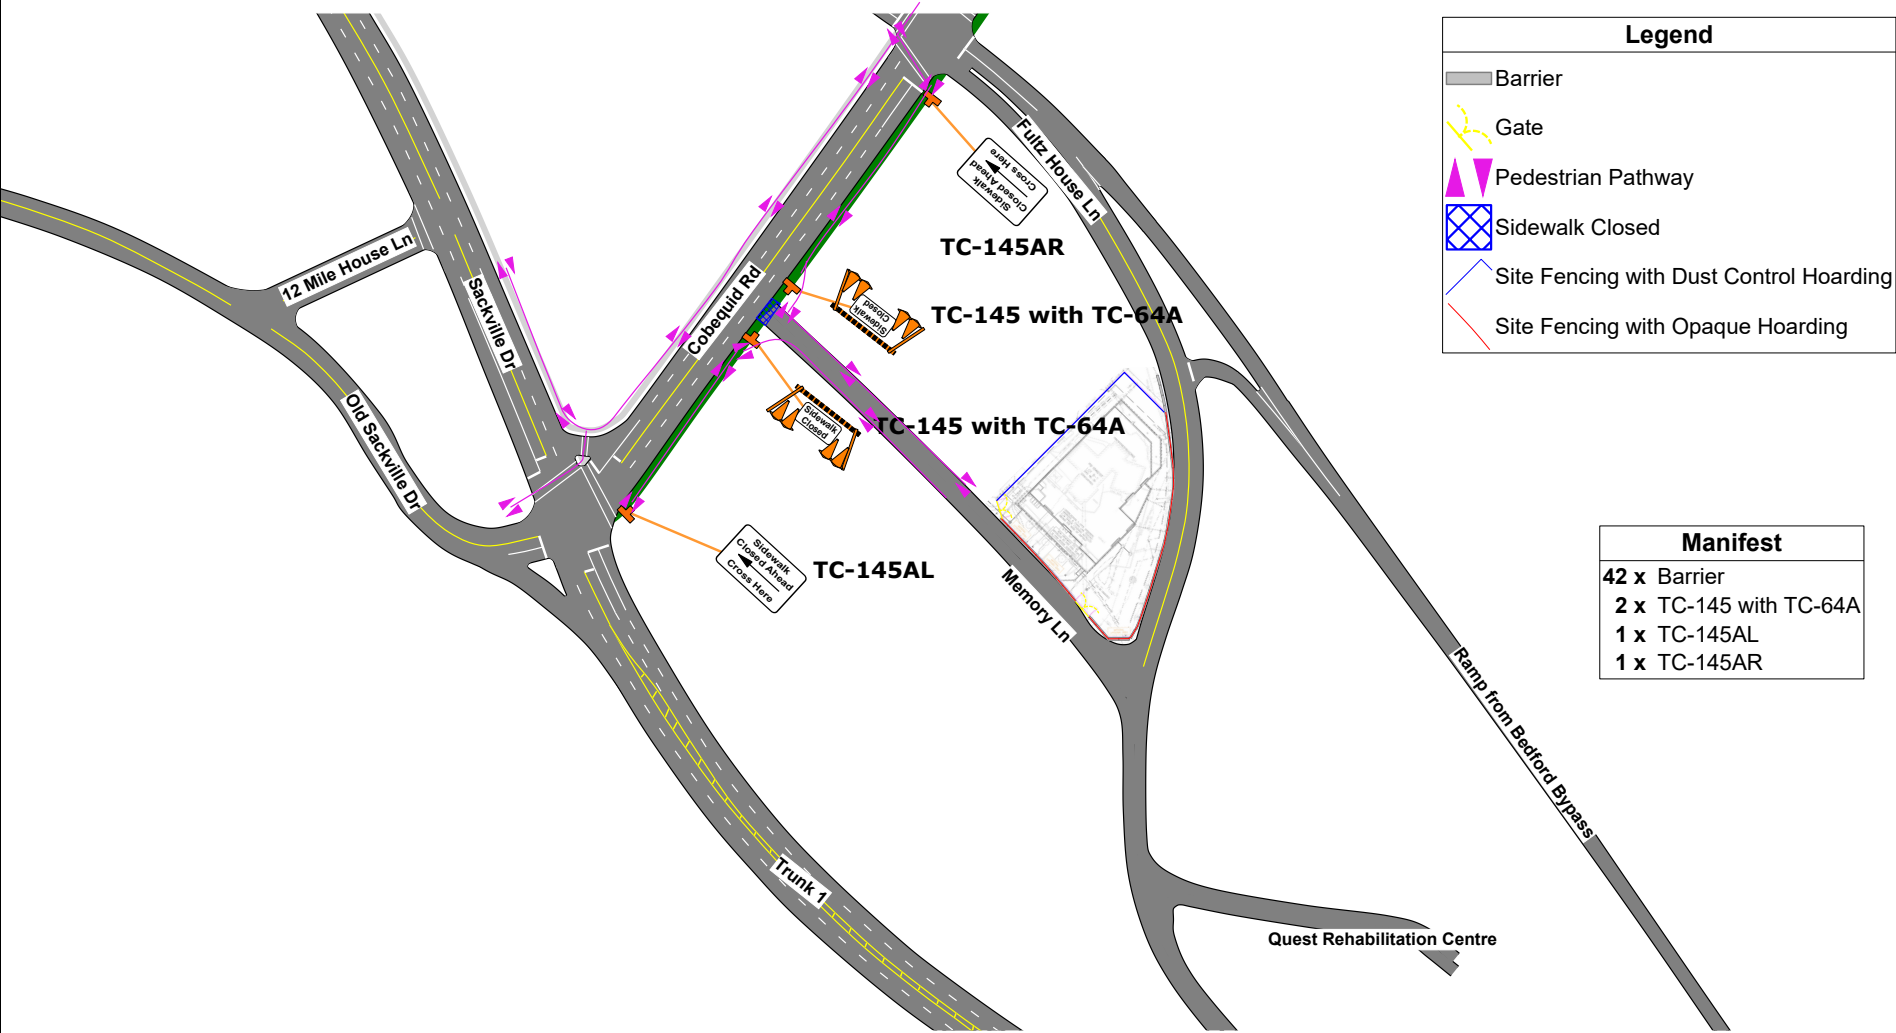 Legend
Barrier
Gate
Pedestrian Pathway
Sidewalk Closed
Site Fencing with Dust Control Hoarding
Site Fencing with Opaque Hoarding
Fultz House Ln
Sidewalk
Closed Ahead
Cross Here
TC-145AR
12 Mile House Ln
Sackville Dr
Cobequid Rd
Sidewalk
Closed
TC-145 with TC-64A
Old Sackville Dr
Sidewalk
Closed
TC-145 with TC-64A
Sidewalk
Closed Ahead
Cross Here
TC-145AL
Memory Ln
Manifest
42 x Barrier
2 x TC-145 with TC-64A
1 x TC-145AL
1 x TC-145AR
Ramp from Bedford Bypass
Trunk 1
Quest Rehabilitation Centre